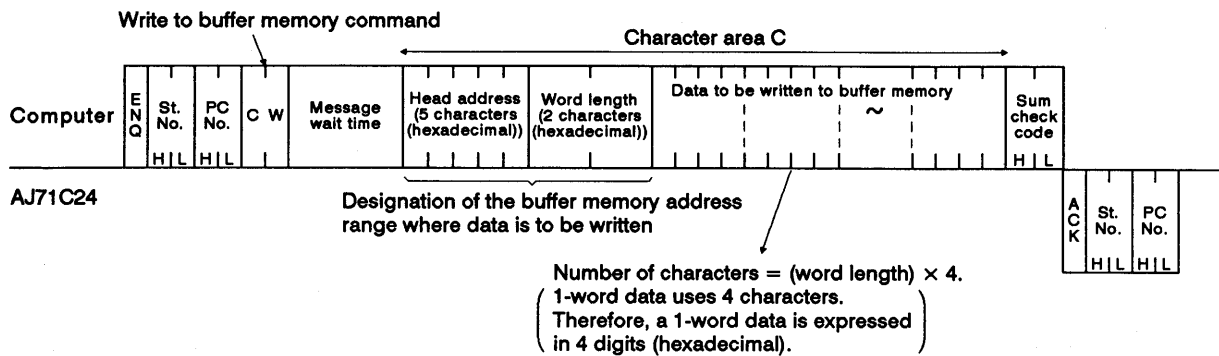 Write to buffer memory command
Character area C
Computer
E
N
Q
St.
No.
H L
PC
No.
H L
C W
Message
wait time
Head address
(5 characters
(hexadecimal))
Word length
(2 characters
(hexadecimal))
Data to be written to buffer memory
~
Sum
check
code
H L
AJ71C24
Designation of the buffer memory address
range where data is to be written
A
C
K
St.
No.
H L
PC
No.
H L
Number of characters = (word length) × 4.
( 1-word data uses 4 characters.
Therefore, a 1-word data is expressed
in 4 digits (hexadecimal). )